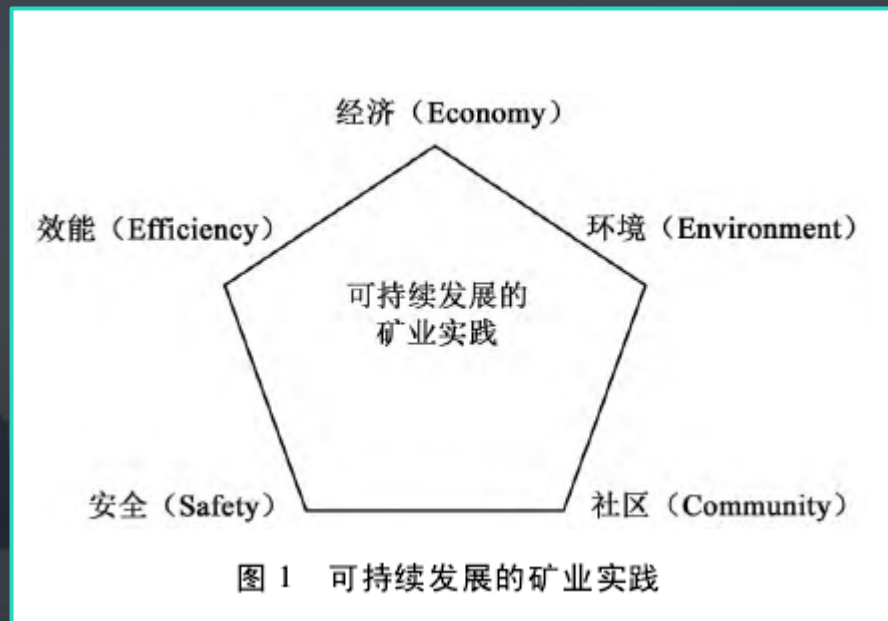 经济（Economy）
效能（Efficiency）
环境（Environment）
可持续发展的
矿业实践
安全（Safety）
社区（Community）
图 1 可持续发展的矿业实践